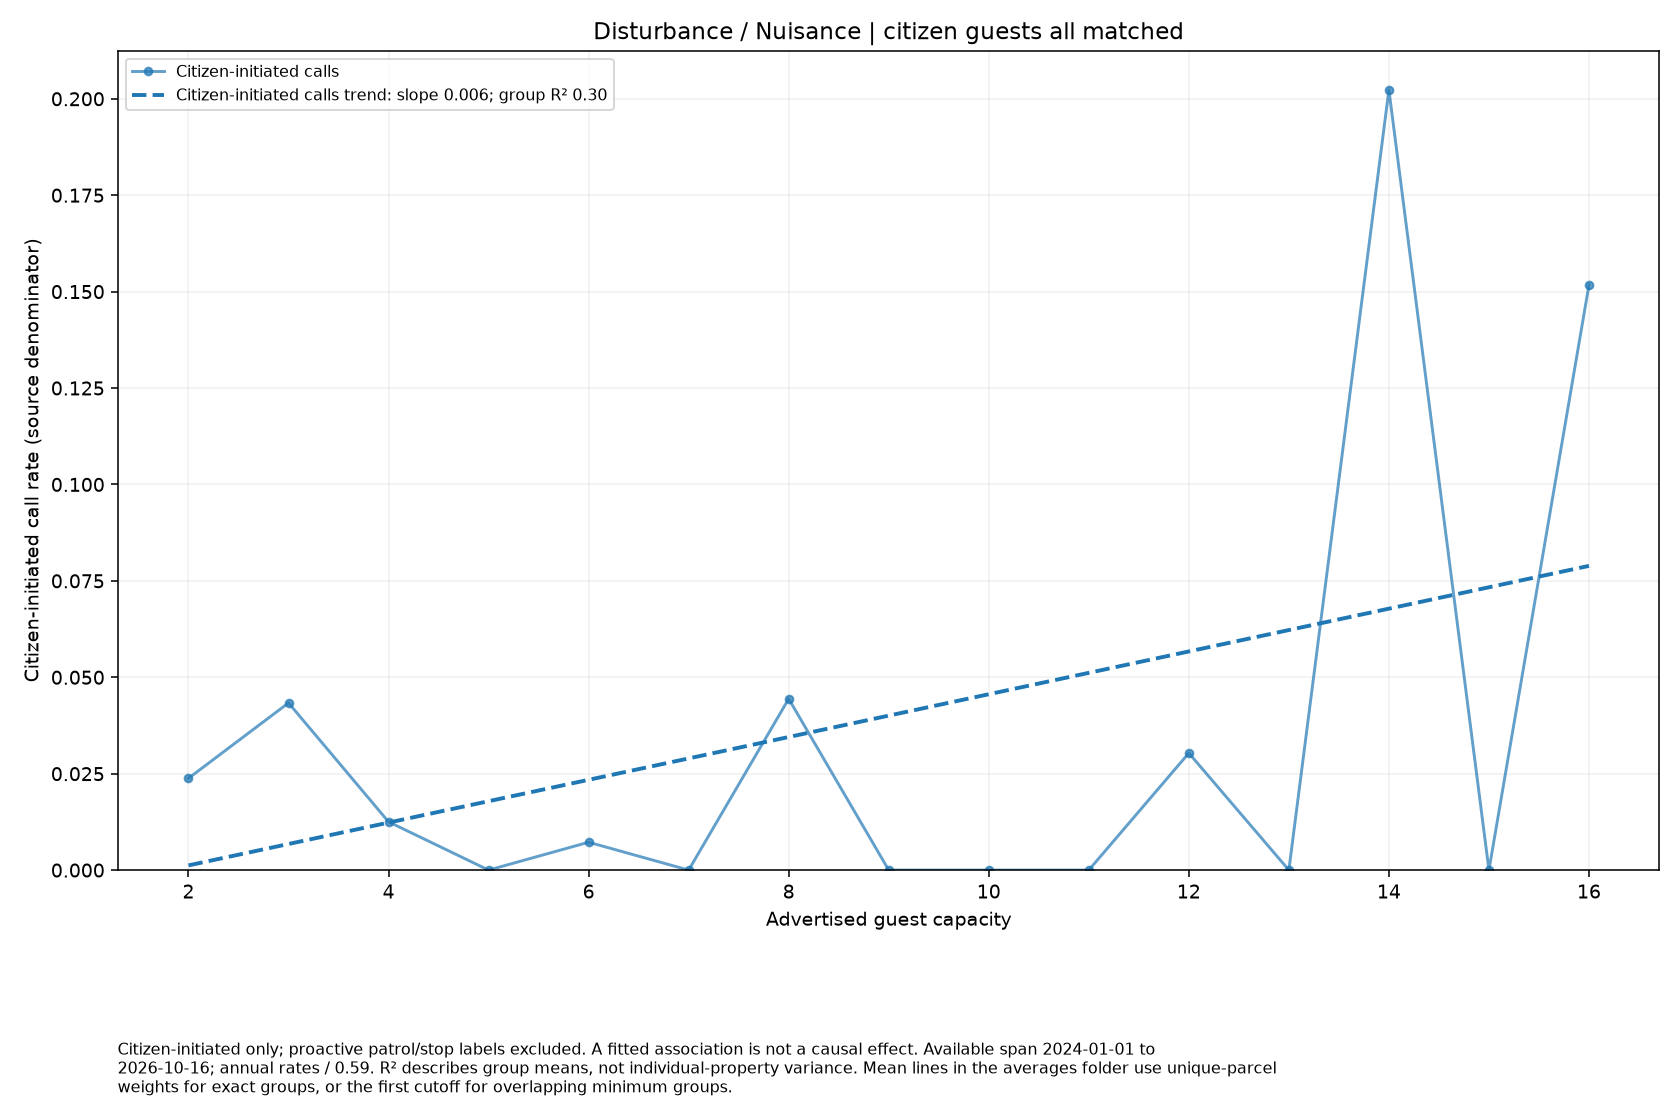 Disturbance / Nuisance | citizen guests all matched
Citizen-initiated calls
Citizen-initiated calls trend: slope 0.006; group R² 0.30
Citizen-initiated call rate (source denominator)
0.200
0.175
0.150
0.125
0.100
0.075
0.050
0.025
0.000
2 4 6 8 10 12 14 16
Advertised guest capacity
Citizen-initiated only; proactive patrol/stop labels excluded. A fitted association is not a causal effect. Available span 2024-01-01 to
2026-10-16; annual rates / 0.59. R² describes group means, not individual-property variance. Mean lines in the averages folder use unique-parcel
weights for exact groups, or the first cutoff for overlapping minimum groups.